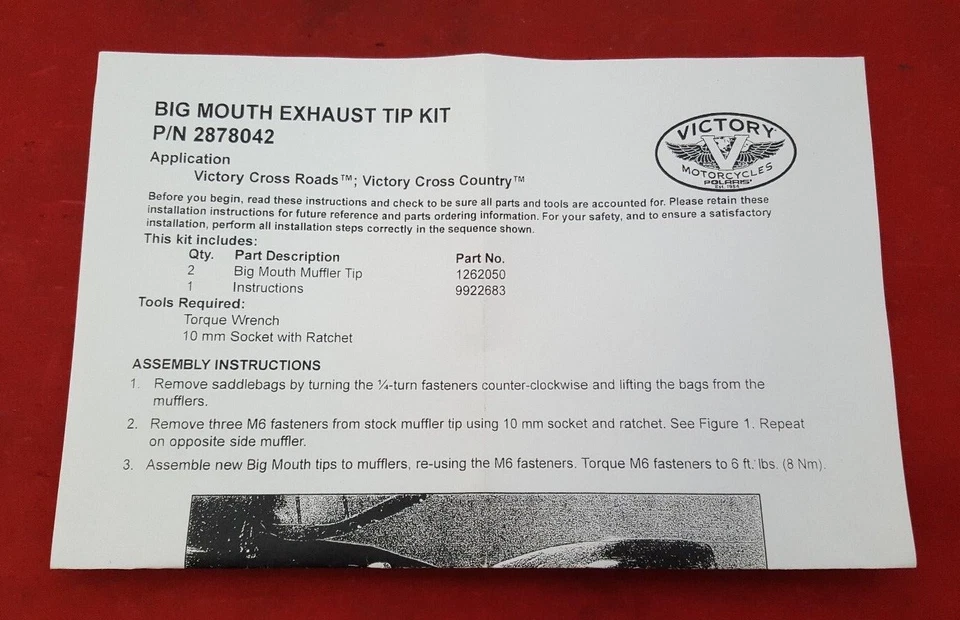 BIG MOUTH EXHAUST TIP KIT
P/N 2878042
VICTORY
V
MOTORCYCLES
POLARIS
Est. 1954
Application
Victory Cross Roads™; Victory Cross Country™
Before you begin, read these instructions and check to be sure all parts and tools are accounted for. Please retain these
installation instructions for future reference and parts ordering information. For your safety, and to ensure a satisfactory
installation, perform all installation steps correctly in the sequence shown.
This kit includes:
Qty. Part Description Part No.
2 Big Mouth Muffler Tip 1262050
1 Instructions 9922683
Tools Required:
Torque Wrench
10 mm Socket with Ratchet
ASSEMBLY INSTRUCTIONS
1. Remove saddlebags by turning the ¼-turn fasteners counter-clockwise and lifting the bags from the
mufflers.
2. Remove three M6 fasteners from stock muffler tip using 10 mm socket and ratchet. See Figure 1. Repeat
on opposite side muffler.
3. Assemble new Big Mouth tips to mufflers, re-using the M6 fasteners. Torque M6 fasteners to 6 ft. lbs. (8 Nm).